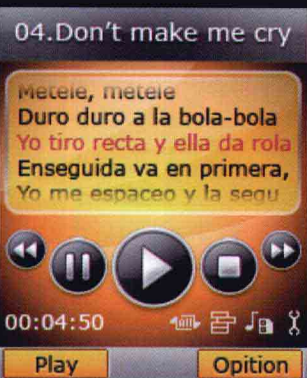 04.Don't make me cry
Metele, metele
Duro duro a la bola-bola
Yo tiro recta y ella da rola
Enseguida va en primera,
Yo me espaceo y la segu
00:04:50
Play Opition